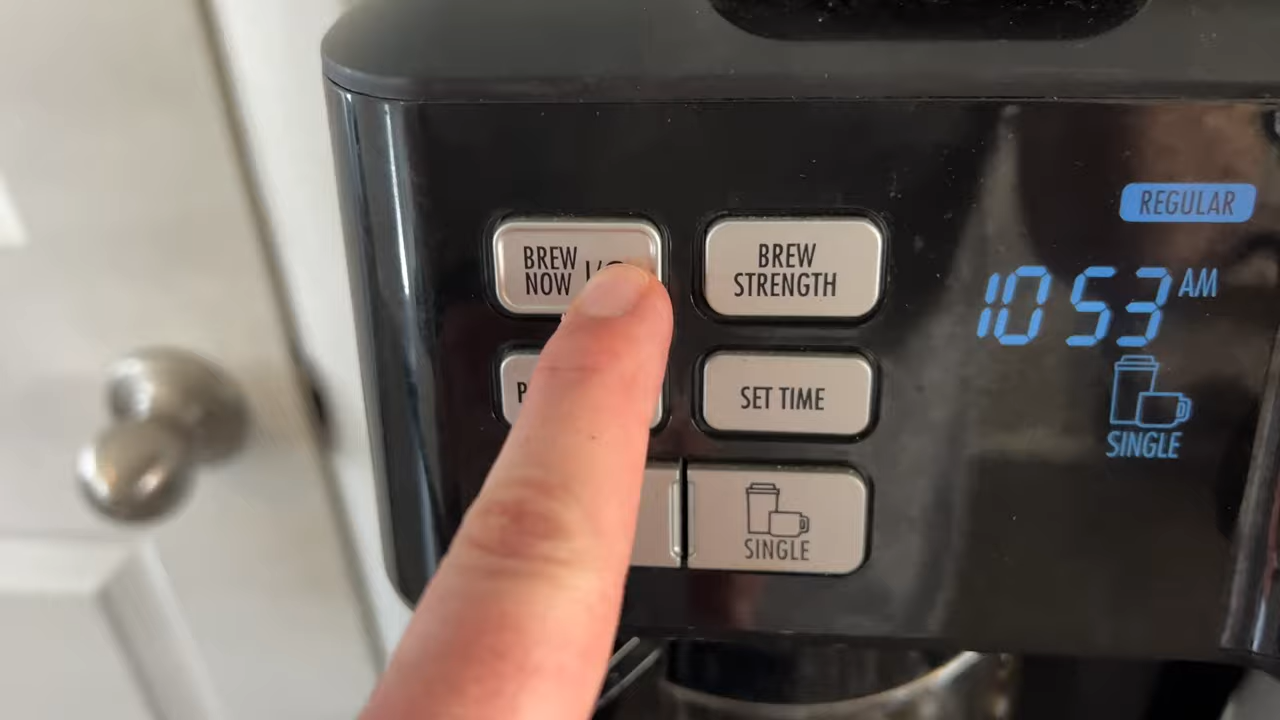 REGULAR
BREW
NOW
BREW
STRENGTH
10 53 AM
SET TIME
SINGLE
SINGLE